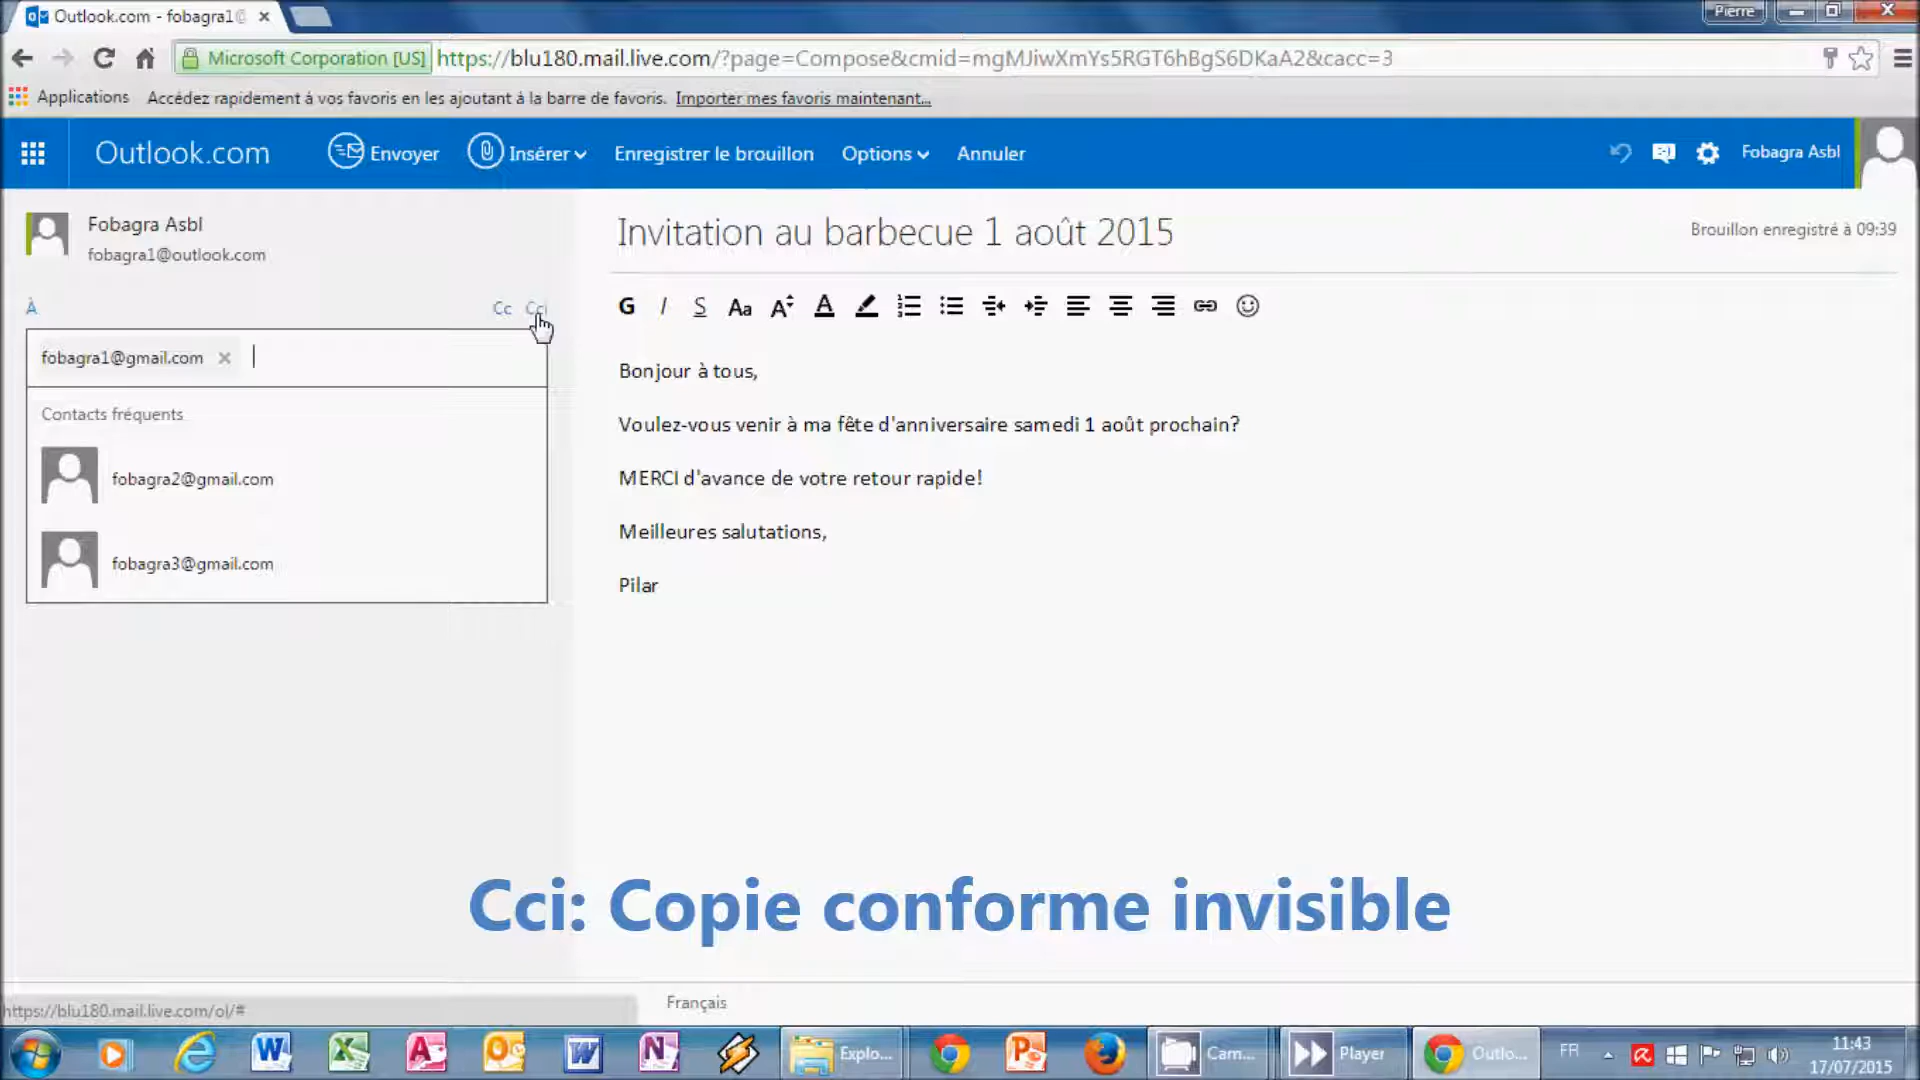 Outlook.com - fobagra1@
Pierre
Microsoft Corporation [US] https://blu180.mail.live.com/?page=Compose&cmid=mgMJiwXmYs5RGT6hBgS6DKaA2&cacc=3
Applications Accédez rapidement à vos favoris en les ajoutant à la barre de favoris. Importer mes favoris maintenant...
Outlook.com Envoyer Insérer Enregistrer le brouillon Options Annuler Fobagra Asbl
Fobagra Asbl
fobagra1@outlook.com
Invitation au barbecue 1 août 2015
Brouillon enregistré à 09:39
À Cc Cci
G I S Aa A A
fobagra1@gmail.com
Contacts fréquents
fobagra2@gmail.com
fobagra3@gmail.com
Bonjour à tous,
Voulez-vous venir à ma fête d'anniversaire samedi 1 août prochain?
MERCI d'avance de votre retour rapide!
Meilleures salutations,
Pilar
Cci: Copie conforme invisible
Français
https://blu180.mail.live.com/ol/#
Explo... Cam... Player Outlo... FR 11:43
17/07/2015